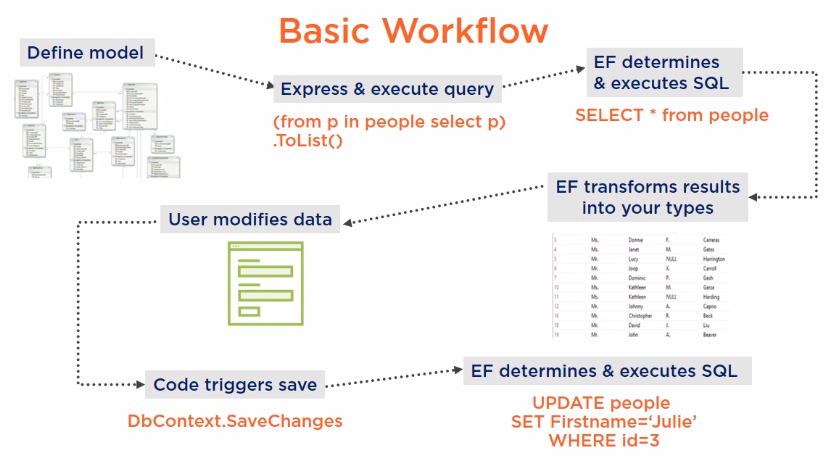 Basic Workflow
Define model
Express & execute query
(from p in people select p)
.ToList()
EF determines
& executes SQL
SELECT * from people
EF transforms results
into your types
3 Ms. Donnie F. Carreras
4 Ms. Janet M. Gates
5 Mr. Lucy NULL Harrington
6 Mr. Joop X. Carroll
7 Mr. Dominic P. Gash
10 Ms. Kathleen M. Garza
11 Ms. Kathleen NULL Harding
12 Mr. Johnny A. Caprio
16 Mr. Christopher R. Beck
18 Mr. David J. Liu
19 Mr. John A. Beaver
User modifies data
Code triggers save
DbContext.SaveChanges
EF determines & executes SQL
UPDATE people
SET Firstname=‘Julie’
WHERE id=3